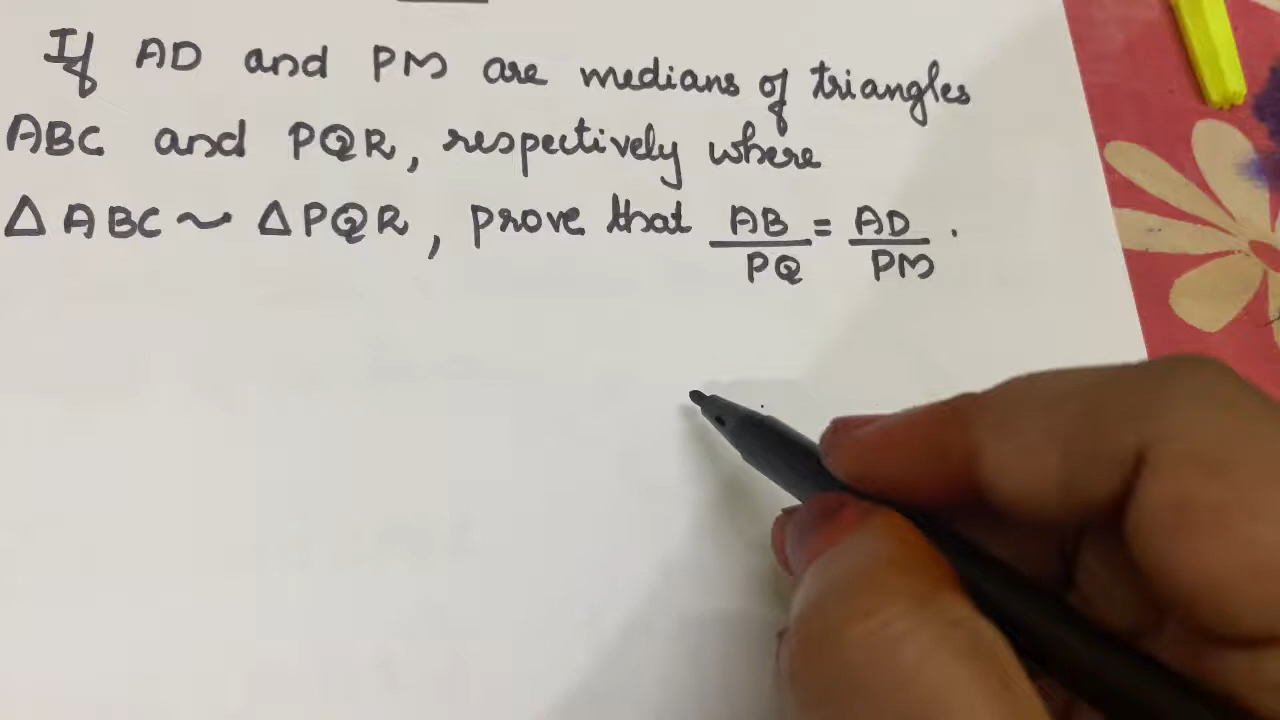 If AD and PM are medians of triangles
ABC and PQR, respectively where
Δ ABC ~ Δ PQR, prove that AB/PQ = AD/PM.